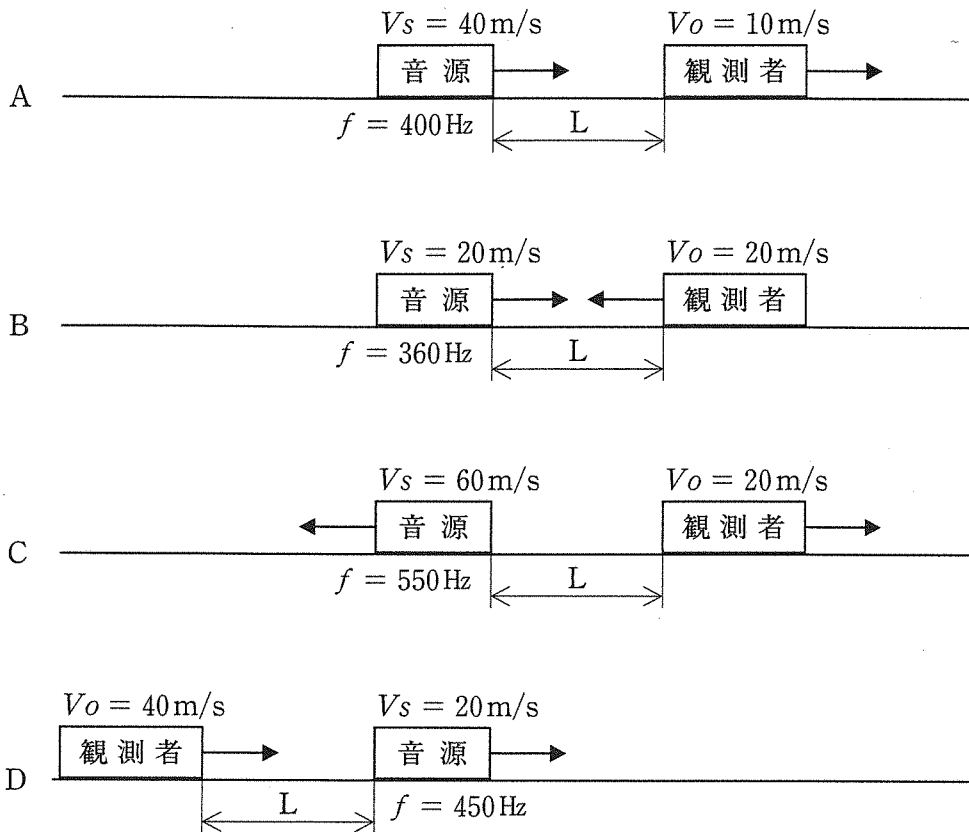 Vs = 40 m/s Vo = 10 m/s
A 音源 観測者
f = 400 Hz L
Vs = 20 m/s Vo = 20 m/s
B 音源 観測者
f = 360 Hz L
Vs = 60 m/s Vo = 20 m/s
C 音源 観測者
f = 550 Hz L
Vo = 40 m/s Vs = 20 m/s
D 観測者 音源
L f = 450 Hz